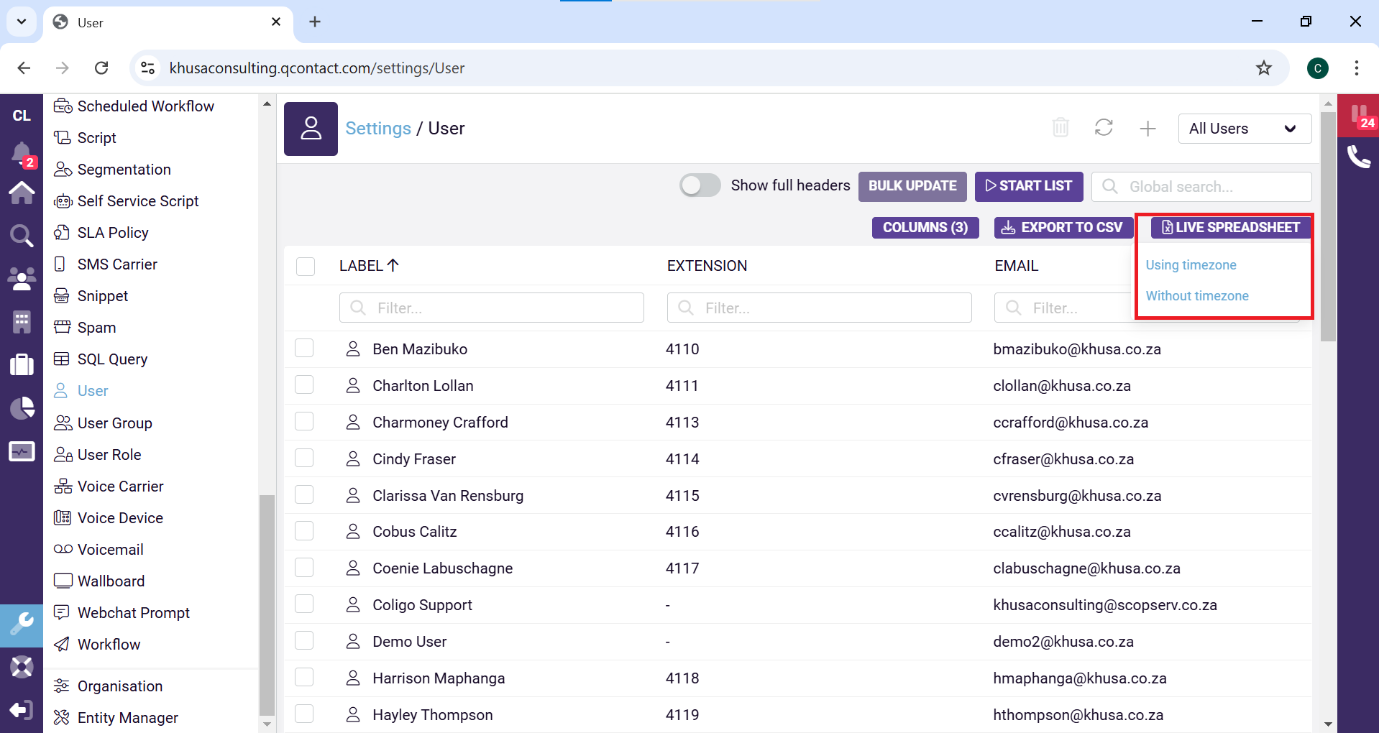 User
khusaconsulting.qcontact.com/settings/User
C
CL
2
Scheduled Workflow
Script
Segmentation
Self Service Script
SLA Policy
SMS Carrier
Snippet
Spam
SQL Query
User
User Group
User Role
Voice Carrier
Voice Device
Voicemail
Wallboard
Webchat Prompt
Workflow
Organisation
Entity Manager
Settings / User
All Users
24
Show full headers
BULK UPDATE
START LIST
Global search...
COLUMNS (3)
EXPORT TO CSV
LIVE SPREADSHEET
Using timezone
Without timezone
LABEL EXTENSION EMAIL
Filter... Filter... Filter...
Ben Mazibuko 4110 bmazibuko@khusa.co.za
Charlton Lollan 4111 clollan@khusa.co.za
Charmoney Crafford 4113 ccrafford@khusa.co.za
Cindy Fraser 4114 cfraser@khusa.co.za
Clarissa Van Rensburg 4115 cvrensburg@khusa.co.za
Cobus Calitz 4116 ccalitz@khusa.co.za
Coenie Labuschagne 4117 clabuschagne@khusa.co.za
Coligo Support - khusaconsulting@scopserv.co.za
Demo User - demo2@khusa.co.za
Harrison Maphanga 4118 hmaphanga@khusa.co.za
Hayley Thompson 4119 hthompson@khusa.co.za